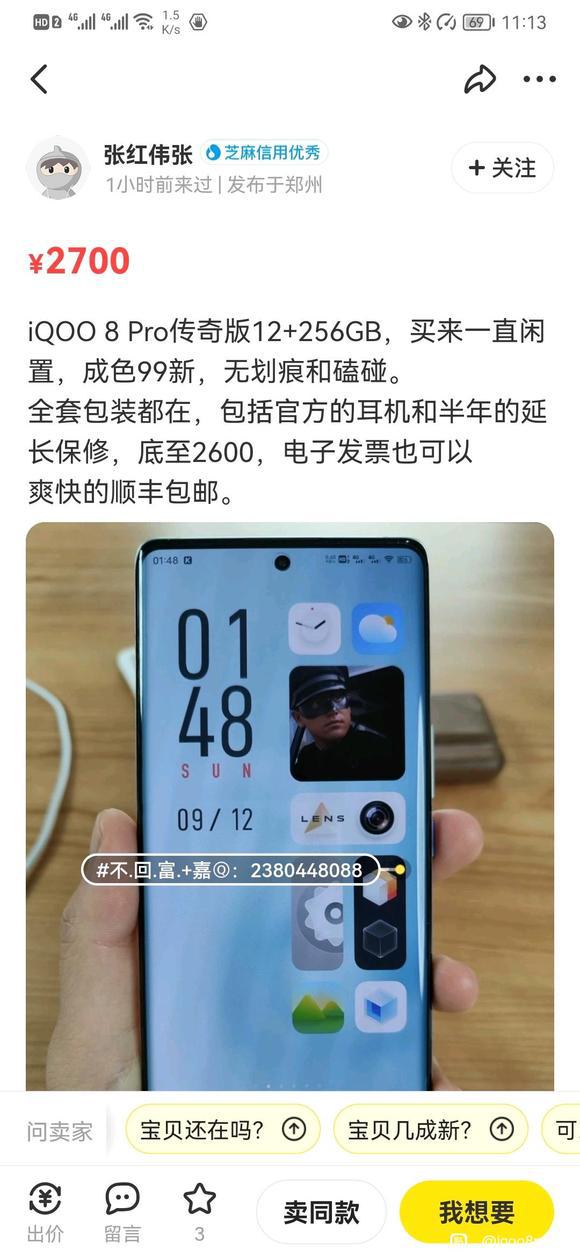 HD 2 4G 4G 1.5 K/s 69 11:13
张红伟张 芝麻信用优秀
1小时前来过 | 发布于郑州
+ 关注
¥2700
iQOO 8 Pro传奇版12+256GB，买来一直闲
置，成色99新，无划痕和磕碰。
全套包装都在，包括官方的耳机和半年的延
长保修，底至2600，电子发票也可以
爽快的顺丰包邮。
01:48
01
48
SUN
09/12
LENS
#不.回.富.+嘉Ⓠ：2380448088
问卖家 宝贝还在吗？ 宝贝几成新？ 可
出价 留言 3 卖同款 我想要